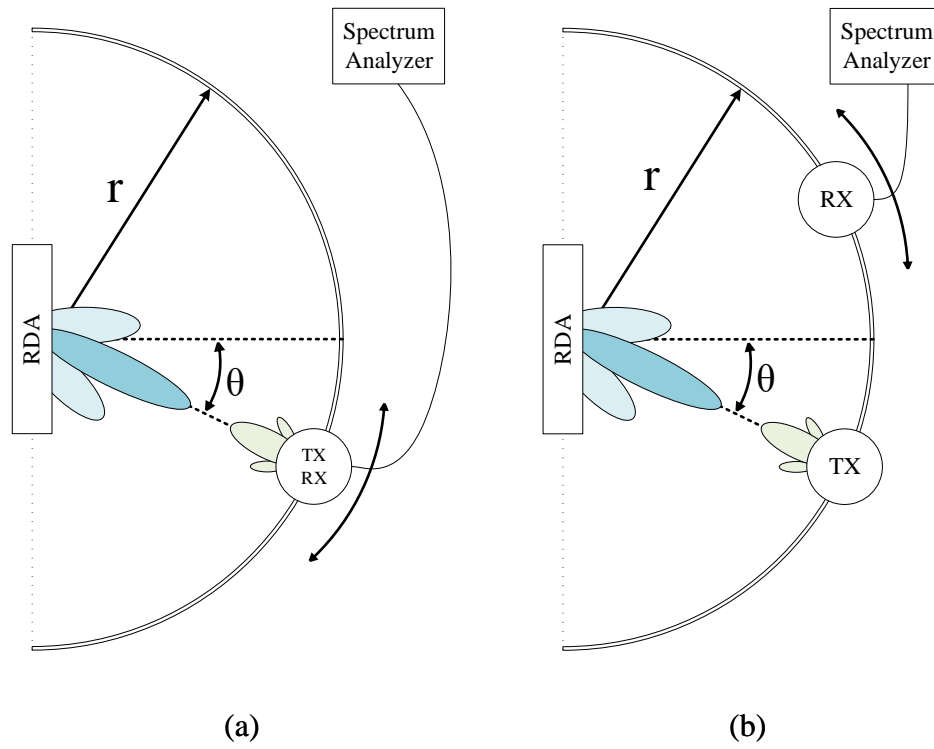 Spectrum
Analyzer
r
RDA
θ
TX
RX
(a)
Spectrum
Analyzer
RX
r
RDA
θ
TX
(b)